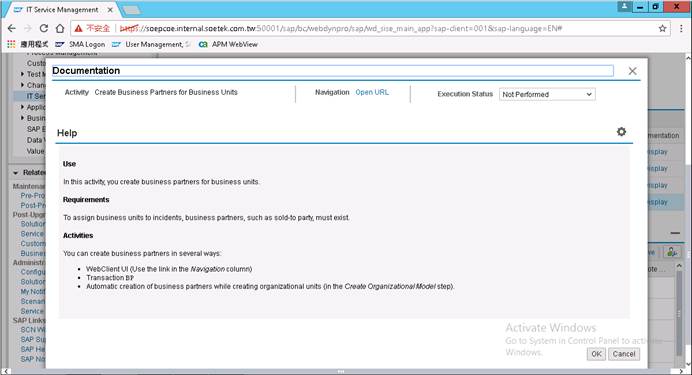 IT Service Management
不安全
https://soepcoe.internal.soetek.com.tw:50001/sap/bc/webdynpro/sap/wd_sise_main_app?sap-client=001&sap-language=EN#
應用程式 SMA Logon User Management, APM WebView
Custo
Test M
Chang
IT Serv
Applic
Busin
SAP E
Data V
Value
Relate
Maintenan
Pre-Pro
Post-Pr
Post-Upgr
Solution
Service
Custom
Busines
Administra
Configu
Solution
My Notif
Scenari
Service
SAP Links
SCN W
SAP Su
SAP He
SAP No
Documentation
Activity Create Business Partners for Business Units Navigation Open URL Execution Status Not Performed
Help
Use
In this activity, you create business partners for business units.
Requirements
To assign business units to incidents, business partners, such as sold-to party, must exist.
Activities
You can create business partners in several ways:
• WebClient UI (Use the link in the Navigation column)
• Transaction BP
• Automatic creation of business partners while creating organizational units (in the Create Organizational Model step).
OK Cancel
mentation
isplay
isplay
isplay
isplay
ote ...
Activate Windows
Go to System in Control Panel to activate
Windows.